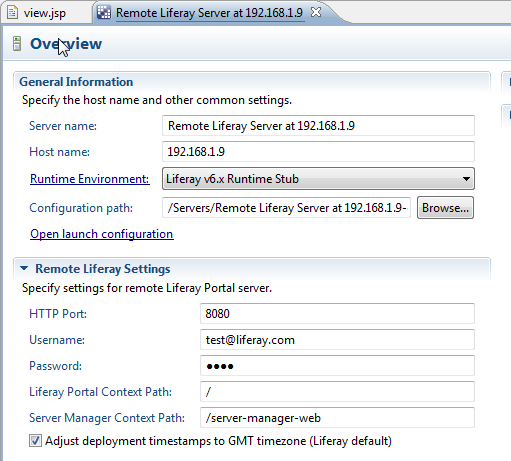 view.jsp
Remote Liferay Server at 192.168.1.9
Overview
General Information
Specify the host name and other common settings.
Server name: Remote Liferay Server at 192.168.1.9
Host name: 192.168.1.9
Runtime Environment: Liferay v6.x Runtime Stub
Configuration path: /Servers/Remote Liferay Server at 192.168.1.9- Browse...
Open launch configuration
Remote Liferay Settings
Specify settings for remote Liferay Portal server.
HTTP Port: 8080
Username: test@liferay.com
Password: ●●●●
Liferay Portal Context Path: /
Server Manager Context Path: /server-manager-web
Adjust deployment timestamps to GMT timezone (Liferay default)